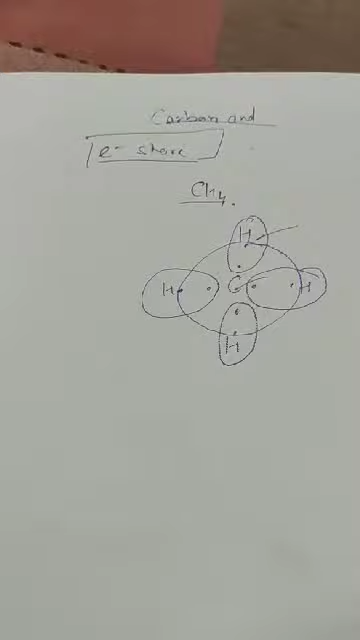 Carbon and
e⁻ share
CH₄.
H
H C H
H